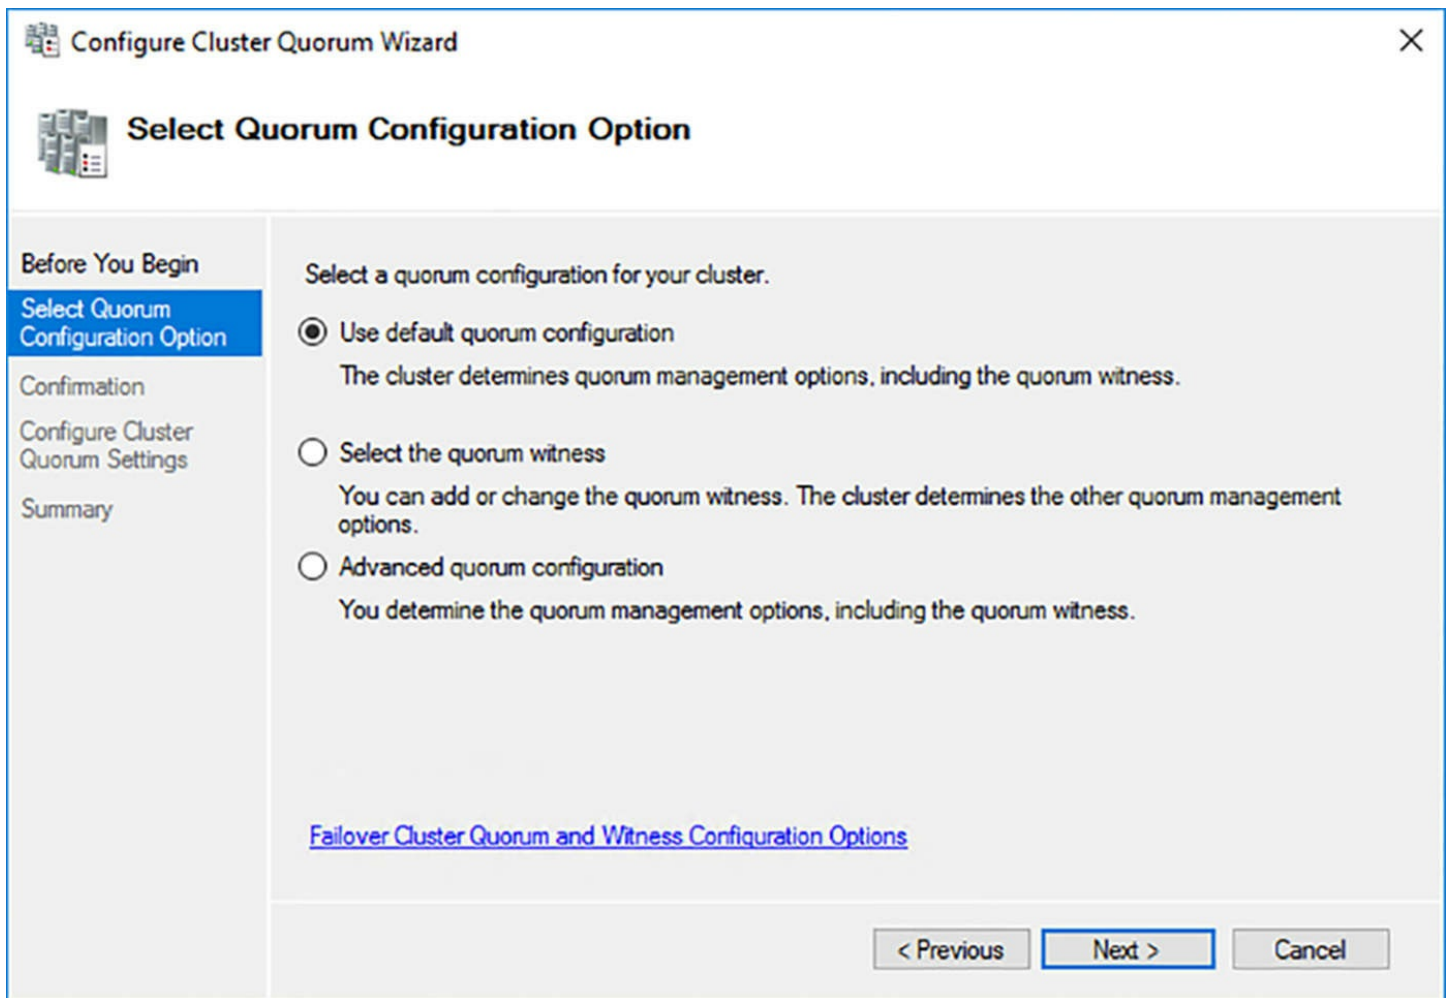 Configure Cluster Quorum Wizard
Select Quorum Configuration Option
Before You Begin
Select Quorum
Configuration Option
Confirmation
Configure Cluster
Quorum Settings
Summary
Select a quorum configuration for your cluster.
Use default quorum configuration
The cluster determines quorum management options, including the quorum witness.
Select the quorum witness
You can add or change the quorum witness. The cluster determines the other quorum management
options.
Advanced quorum configuration
You determine the quorum management options, including the quorum witness.
Failover Cluster Quorum and Witness Configuration Options
< Previous
Next >
Cancel